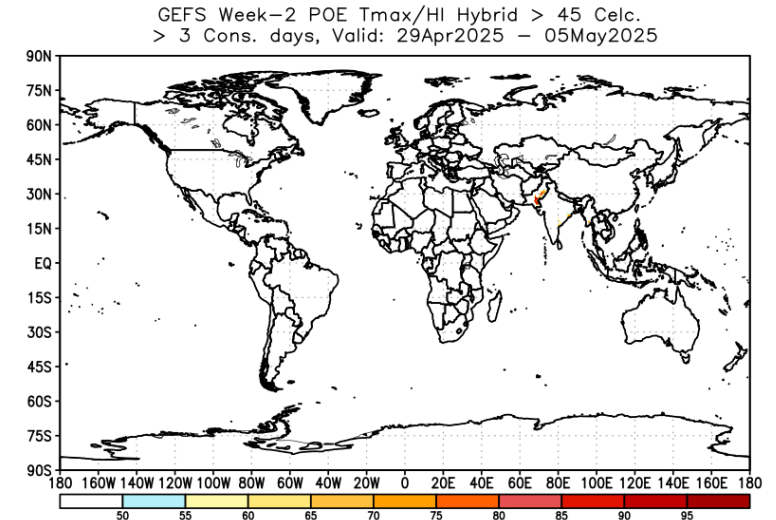 GEFS Week-2 POE Tmax/HI Hybrid > 45 Celc.
> 3 Cons. days, Valid: 29Apr2025 - 05May2025
90N
75N
60N
45N
30N
15N
EQ
15S
30S
45S
60S
75S
90S
180 160W 140W 120W 100W 80W 60W 40W 20W 0 20E 40E 60E 80E 100E 120E 140E 160E 180
50 55 60 65 70 75 80 85 90 95